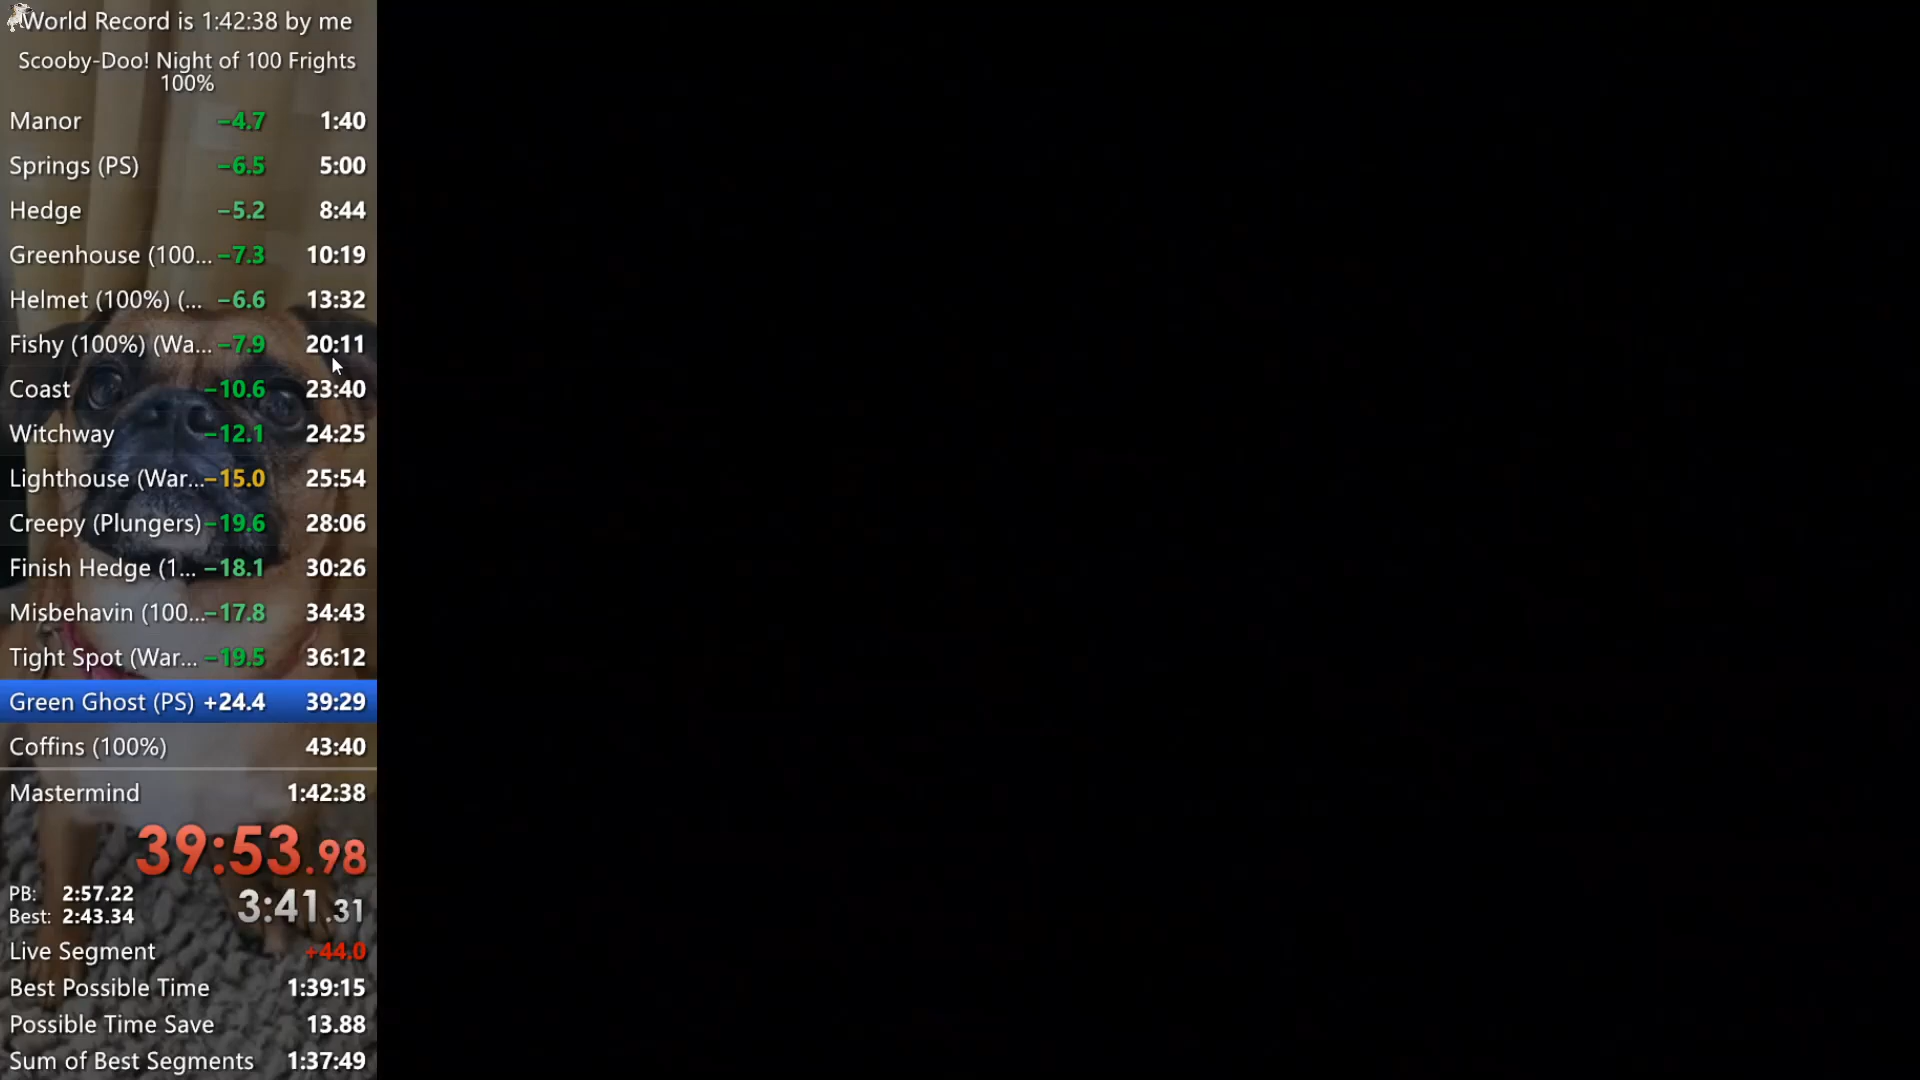 World Record is 1:42:38 by me
Scooby-Doo! Night of 100 Frights
100%
Manor −4.7 1:40
Springs (PS) −6.5 5:00
Hedge −5.2 8:44
Greenhouse (100... −7.3 10:19
Helmet (100%) (... −6.6 13:32
Fishy (100%) (Wa... −7.9 20:11
Coast −10.6 23:40
Witchway −12.1 24:25
Lighthouse (War... −15.0 25:54
Creepy (Plungers) −19.6 28:06
Finish Hedge (1... −18.1 30:26
Misbehavin (100... −17.8 34:43
Tight Spot (War... −19.5 36:12
Green Ghost (PS) +24.4 39:29
Coffins (100%) 43:40
Mastermind 1:42:38
39:53.98
PB: 2:57.22
Best: 2:43.34
3:41.31
Live Segment +44.0
Best Possible Time 1:39:15
Possible Time Save 13.88
Sum of Best Segments 1:37:49